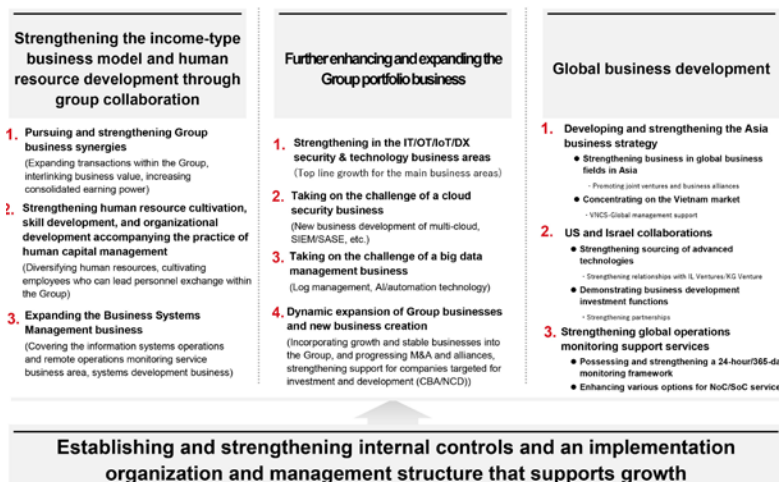 Strengthening the income-type
business model and human
resource development through
group collaboration
1. Pursuing and strengthening Group
business synergies
(Expanding transactions within the Group,
interlinking business value, increasing
consolidated earning power)
2. Strengthening human resource cultivation,
skill development, and organizational
development accompanying the practice of
human capital management
(Diversifying human resources, cultivating
employees who can lead personnel exchange within
the Group)
3. Expanding the Business Systems
Management business
(Covering the information systems operations
and remote operations monitoring service
business area, systems development business)
Further enhancing and expanding the
Group portfolio business
1. Strengthening in the IT/OT/IoT/DX
security & technology business areas
(Top line growth for the main business areas)
2. Taking on the challenge of a cloud
security business
(New business development of multi-cloud,
SIEM/SASE, etc.)
3. Taking on the challenge of a big data
management business
(Log management, AI/automation technology)
4. Dynamic expansion of Group businesses
and new business creation
(Incorporating growth and stable businesses into
the Group, and progressing M&A and alliances,
strengthening support for companies targeted for
investment and development (CBA/NCD))
Global business development
1. Developing and strengthening the Asia
business strategy
● Strengthening business in global business
fields in Asia
- Promoting joint ventures and business alliances
● Concentrating on the Vietnam market
- VNCS-Global management support
2. US and Israel collaborations
● Strengthening sourcing of advanced
technologies
- Strengthening relationships with IL Ventures/KG Venture
● Demonstrating business development
investment functions
- Strengthening partnerships
3. Strengthening global operations
monitoring support services
● Possessing and strengthening a 24-hour/365-da
monitoring framework
● Enhancing various options for NoC/SoC service
Establishing and strengthening internal controls and an implementation
organization and management structure that supports growth